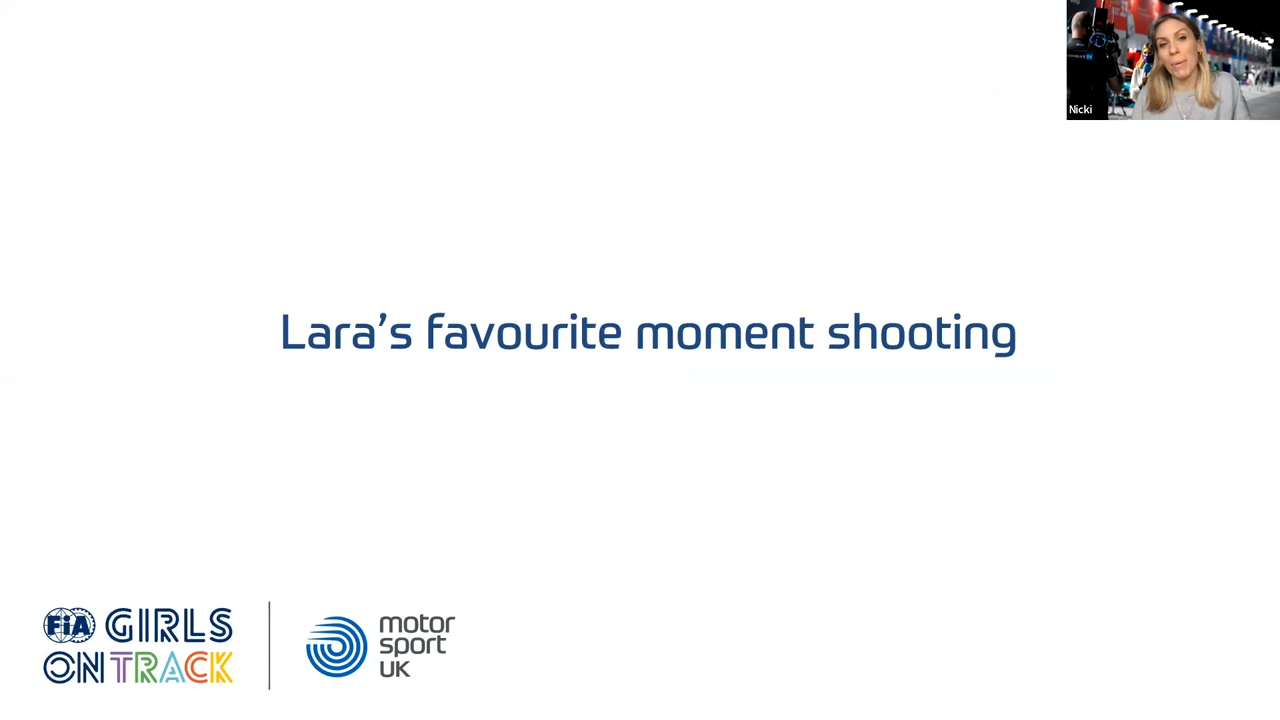 Nicki
Lara's favourite moment shooting
FiA GIRLS
ON TRACK
motor
sport
UK